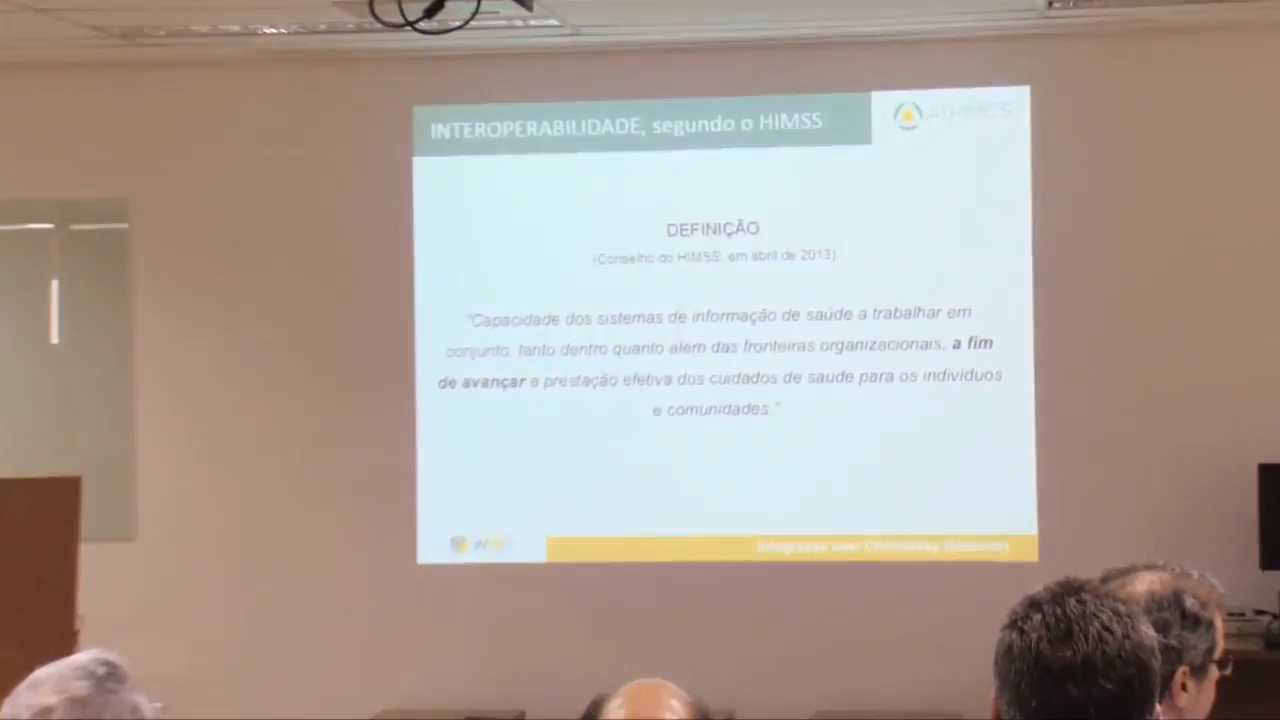 INTEROPERABILIDADE, segundo o HIMSS
ATHMCS
DEFINIÇÃO
(Conselho do HIMSS, em abril de 2013)
"Capacidade dos sistemas de informação de saúde a trabalhar em
conjunto, tanto dentro quanto além das fronteiras organizacionais, a fim
de avançar a prestação efetiva dos cuidados de saúde para os indivíduos
e comunidades."